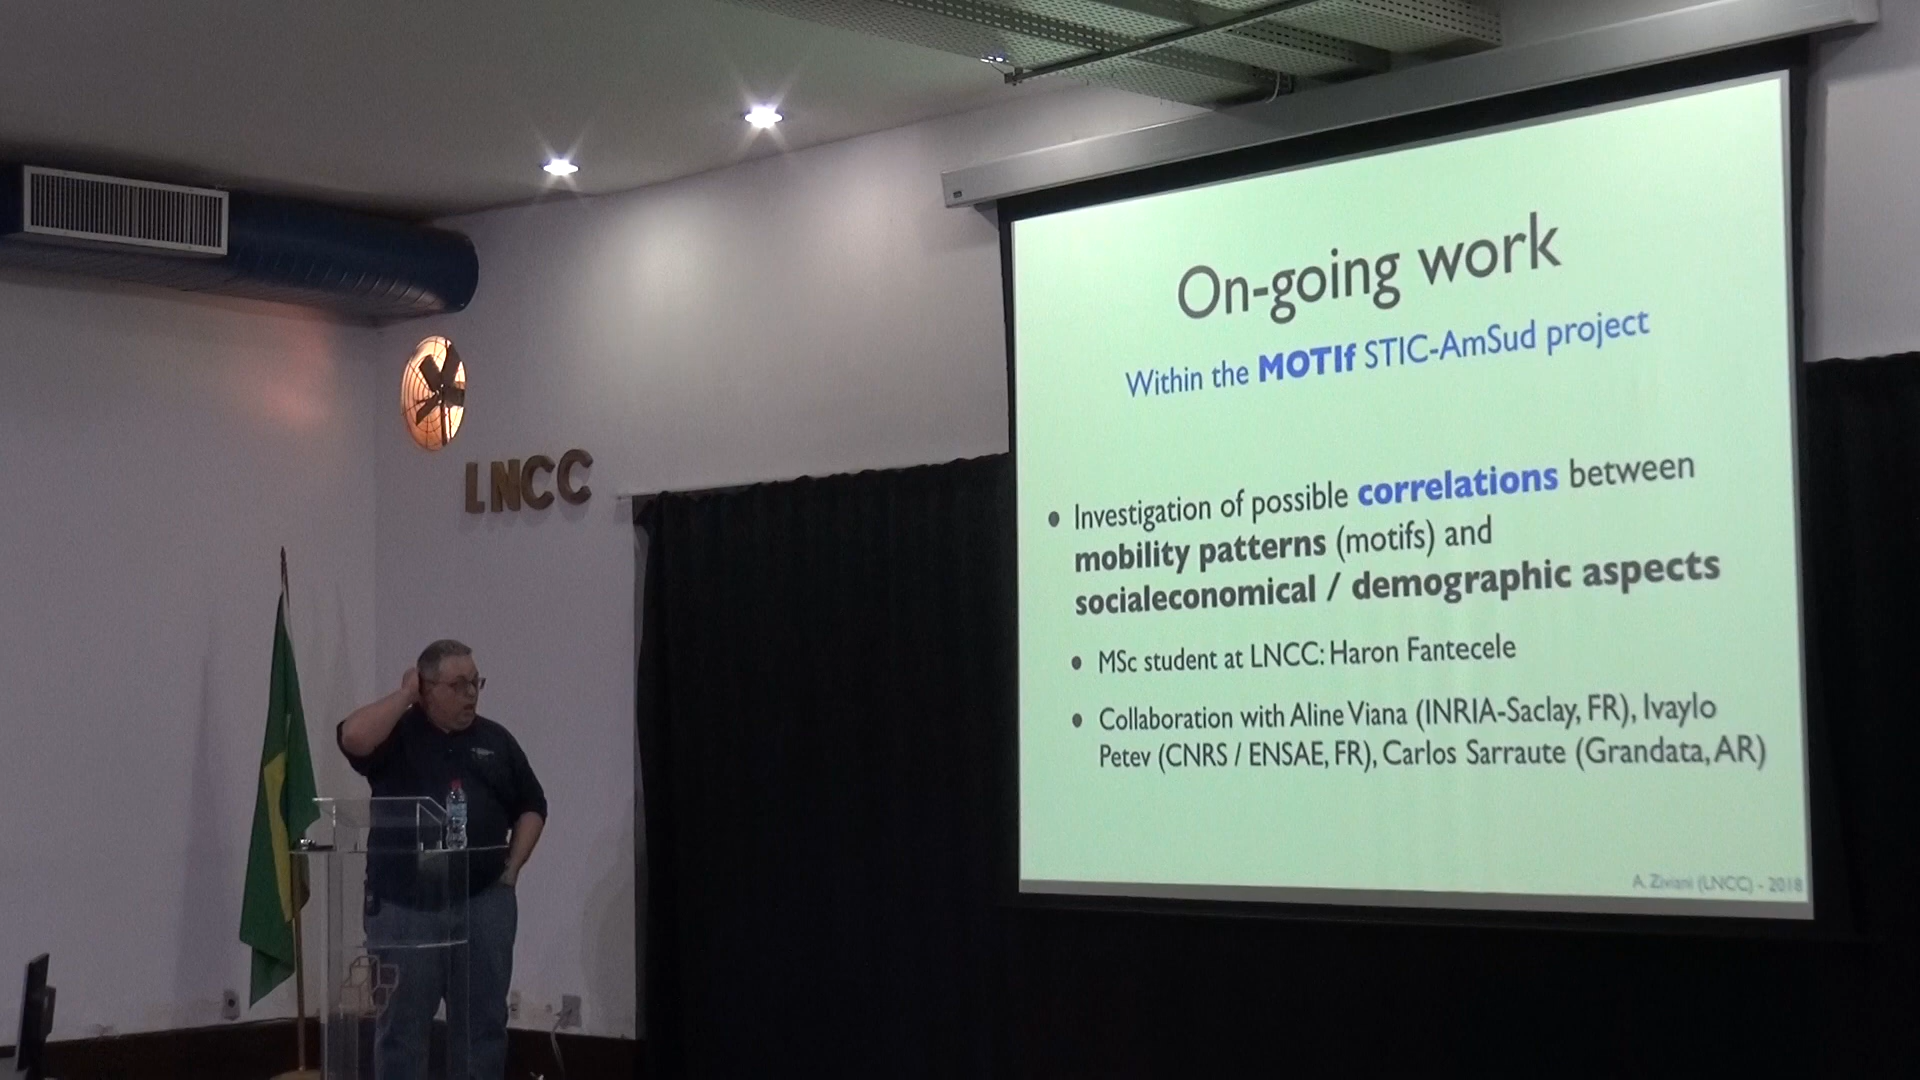 LNCC
On-going work
Within the MOTIf STIC-AmSud project
• Investigation of possible correlations between
mobility patterns (motifs) and
socialeconomical / demographic aspects
• MSc student at LNCC: Haron Fantecele
• Collaboration with Aline Viana (INRIA-Saclay, FR), Ivaylo
Petev (CNRS / ENSAE, FR), Carlos Sarraute (Grandata, AR)
A. Ziviani (LNCC) - 2018